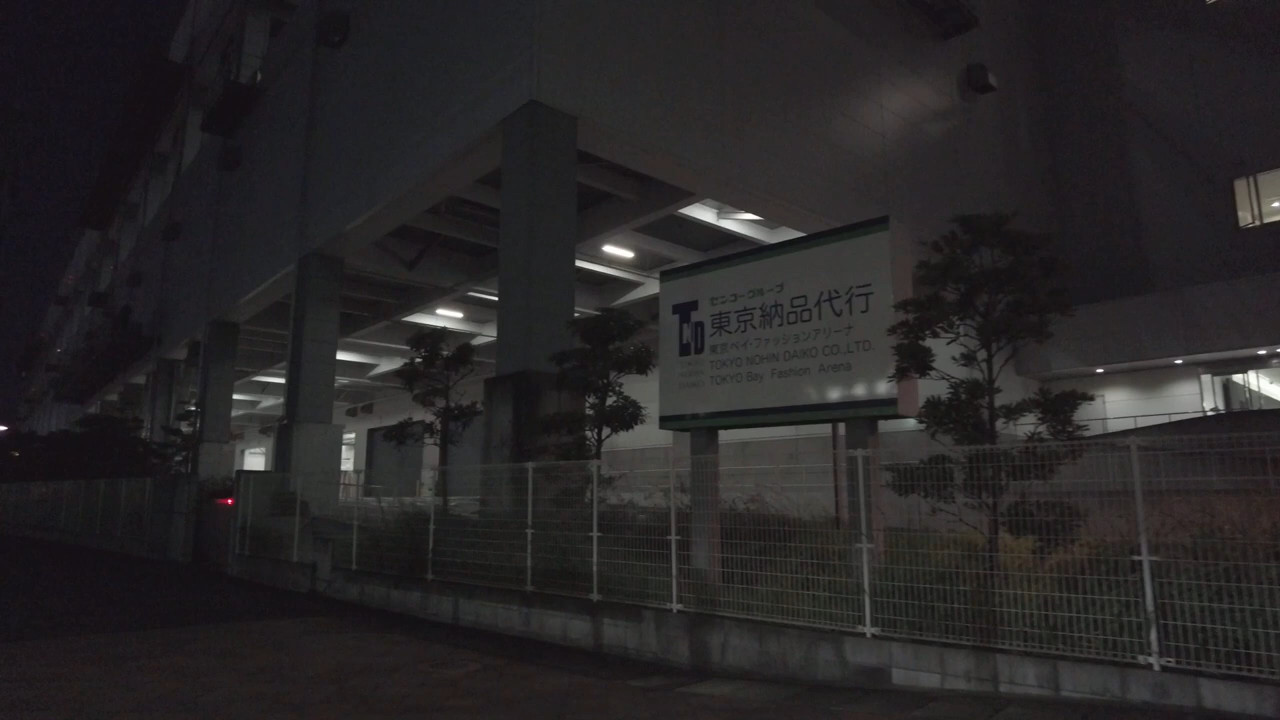 センコーグループ
TND
東京納品代行
東京ベイ・ファッションアリーナ
TOKYO NOHIN DAIKO CO.,LTD.
TOKYO Bay Fashion Arena